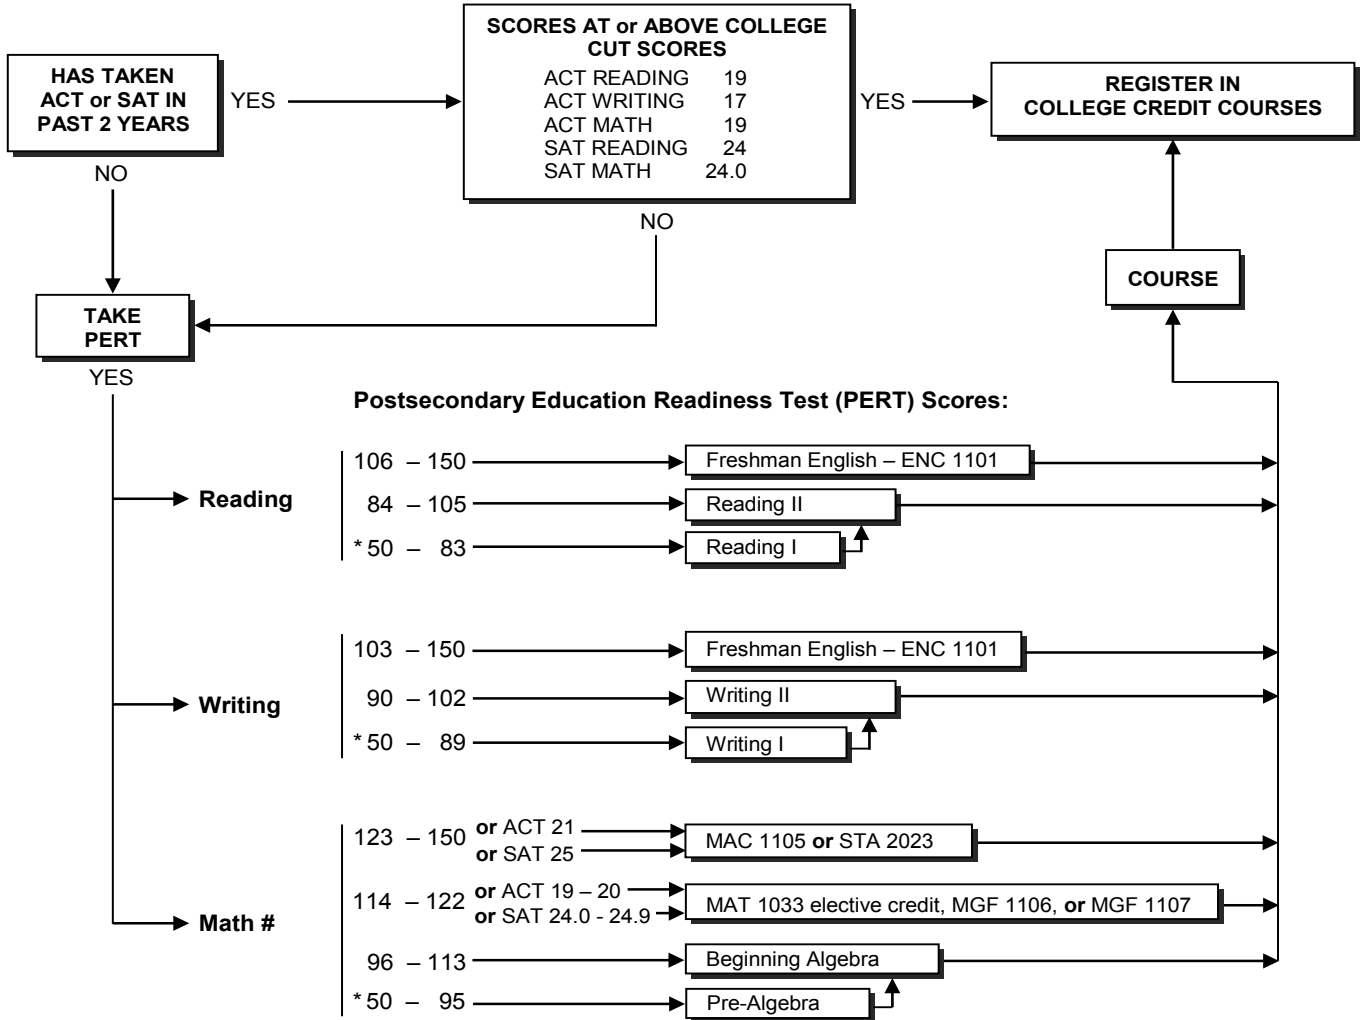 HAS TAKEN
ACT or SAT IN
PAST 2 YEARS
YES
NO
SCORES AT or ABOVE COLLEGE
CUT SCORES
ACT READING 19
ACT WRITING 17
ACT MATH 19
SAT READING 24
SAT MATH 24.0
YES
NO
REGISTER IN
COLLEGE CREDIT COURSES
COURSE
TAKE
PERT
YES
Postsecondary Education Readiness Test (PERT) Scores:
Reading
106 – 150 Freshman English – ENC 1101
84 – 105 Reading II
*50 – 83 Reading I
Writing
103 – 150 Freshman English – ENC 1101
90 – 102 Writing II
*50 – 89 Writing I
Math #
123 – 150 or ACT 21
or SAT 25
MAC 1105 or STA 2023
114 – 122 or ACT 19 – 20
or SAT 24.0 - 24.9
MAT 1033 elective credit, MGF 1106, or MGF 1107
96 – 113 Beginning Algebra
*50 – 95 Pre-Algebra